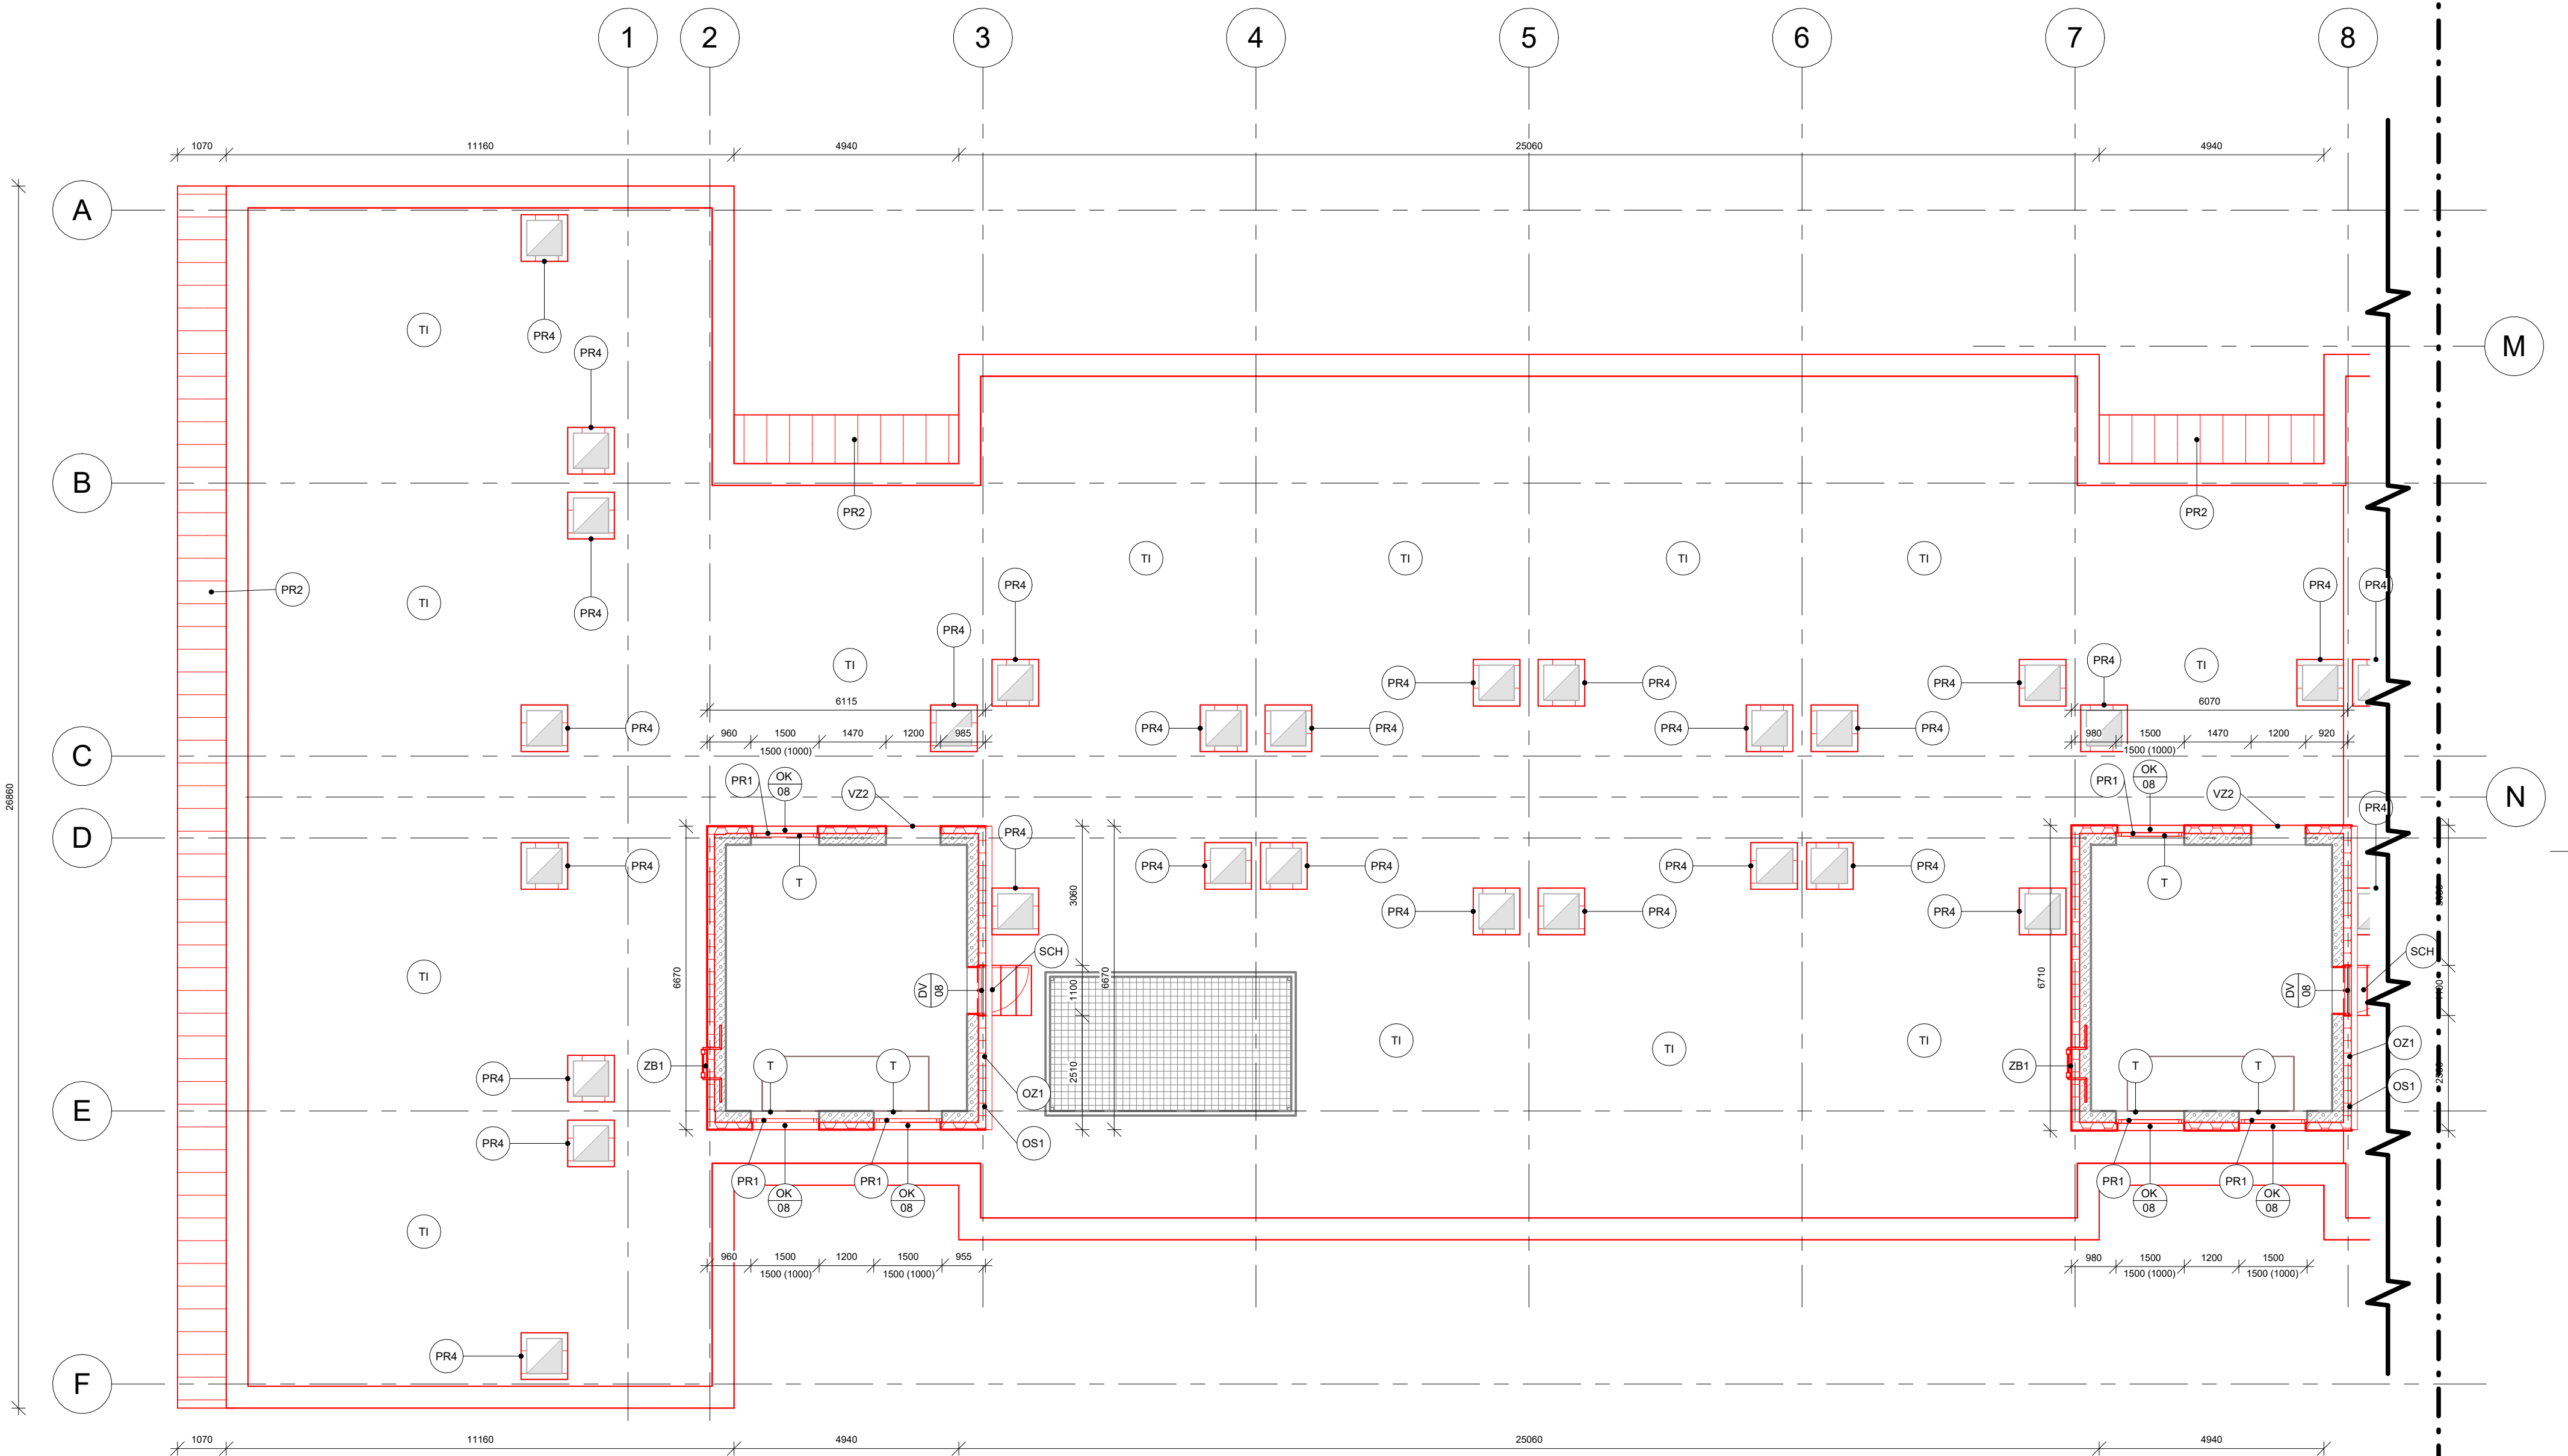 1 2 3 4 5 6 7 8
1070 11160 4940 25060 4940
A
PR4
TI
M
PR4
B
PR2 PR2
TI TI TI TI
PR4 PR4 PR4
PR2
TI
PR4
PR4
PR4
TI
TI
PR4 PR4 PR4
6115 6070
PR4 PR4 PR4 PR4 PR4 PR4
960 1500 1470 1200 985
980 1500 1470 1200 920
1500 (1000) 1500 (1000)
C
26860
PR1 OK 08 VZ2
PR1 OK 08 VZ2
N
PR4
D
PR4
PR4
PR4 PR4 PR4 PR4
T T
3060
PR4 PR4 PR4
SCH SCH
6670
1100
6670
6710
TI
DV 08
DV 08
TI TI TI
OZ1
ZB1 T T
ZB1 T T
2510
PR4
OZ1
OS1
E
PR4
OS1
PR1 PR1
PR1 PR1
OK 08 OK 08
OK 08 OK 08
TI
960 1500 1200 1500 955
980 1500 1200 1500
1500 (1000) 1500 (1000)
1500 (1000) 1500 (1000)
PR4
F
1070 11160 4940 25060 4940